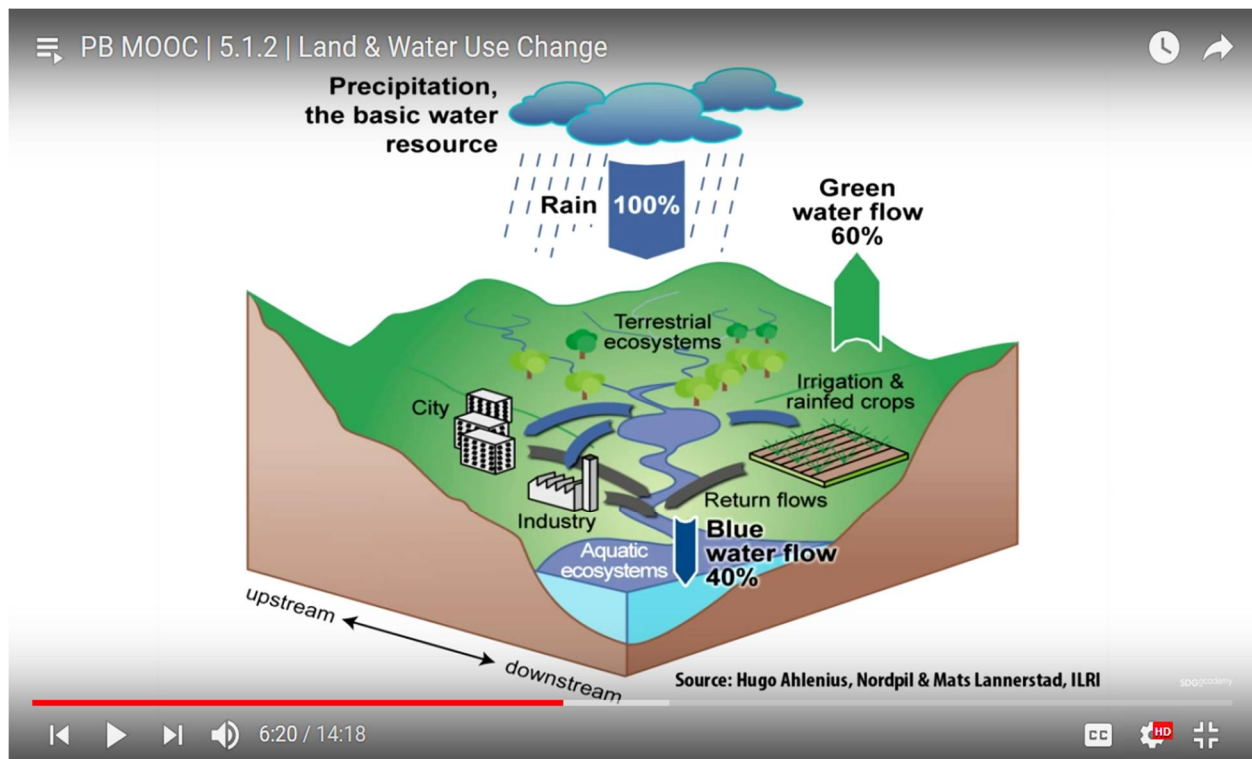 PB MOOC | 5.1.2 | Land & Water Use Change
Precipitation,
the basic water
resource
Rain 100%
Green
water flow
60%
Terrestrial
ecosystems
Irrigation &
rainfed crops
City
Industry
Return flows
Blue
water flow
40%
Aquatic
ecosystems
upstream
downstream
Source: Hugo Ahlenius, Nordpil & Mats Lannerstad, ILRI
SDGacademy
6:20 / 14:18
CC
HD